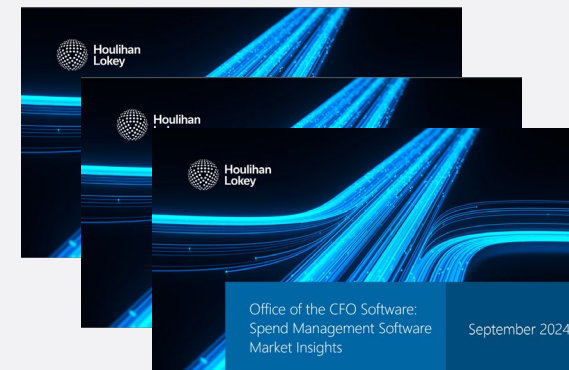 Houlihan
Lokey
Houlihan
Houlihan
Lokey
Office of the CFO Software:
Spend Management Software
Market Insights
September 2024